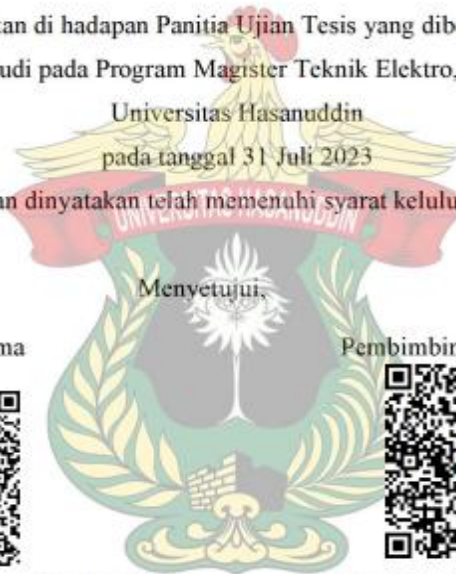 kan di hadapan Panitia Ujian Tesis yang dib
udi pada Program Magister Teknik Elektro,
Universitas Hasanuddin
pada tanggal 31 Juli 2023
an dinyatakan telah memenuhi syarat kelulu
UNIVERSITAS HASANUDDIN
Menyetujui,
ma Pembimbin